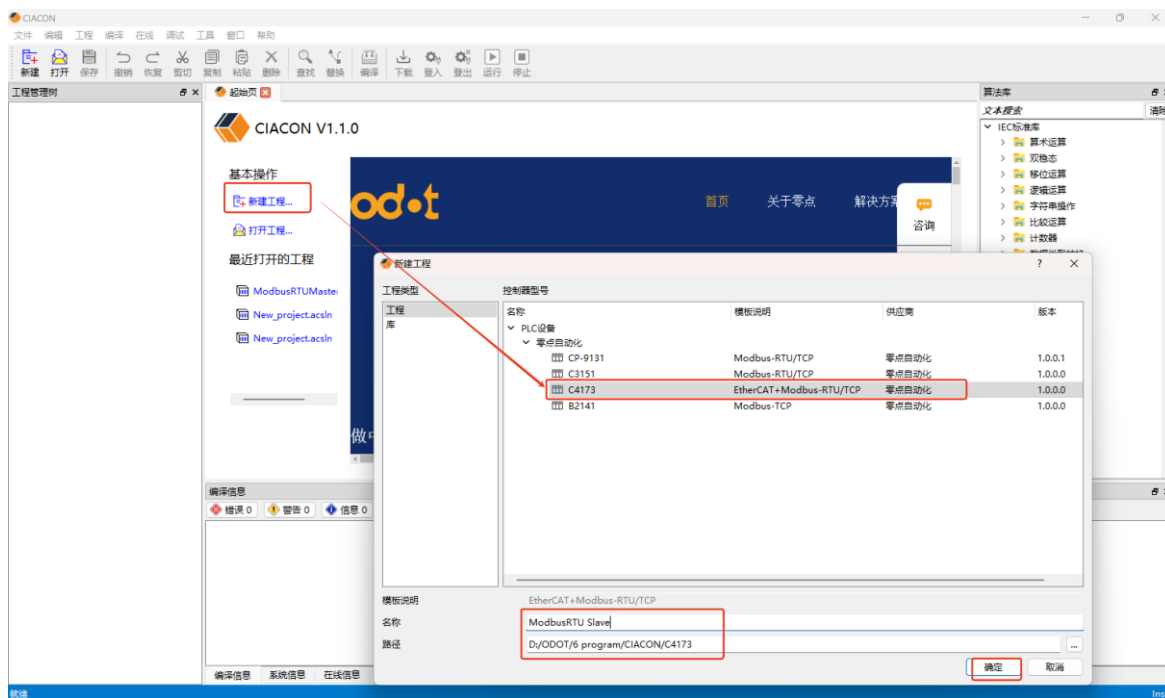 CIACON
文件 编辑 工程 编译 在线 调试 工具 窗口 帮助
新建 打开 保存 撤销 恢复 剪切 复制 粘贴 删除 查找 替换 编译 下载 登入 登出 运行 停止
工程管理树
起始页
算法库
CIACON V1.1.0
文本搜索 清除
IEC标准库
算术运算
双稳态
移位运算
逻辑运算
字符串操作
比较运算
计数器
基本操作
新建工程...
打开工程...
最近打开的工程
ModbusRTUMaster
New_project.acsln
New_project.acsln
odot
首页 关于零点 解决方案
咨询
新建工程
工程类型 控制器型号
工程
库
名称 模板说明 供应商 版本
PLC设备
零点自动化
CP-9131 Modbus-RTU/TCP 零点自动化 1.0.0.1
C3151 Modbus-RTU/TCP 零点自动化 1.0.0.0
C4173 EtherCAT+Modbus-RTU/TCP 零点自动化 1.0.0.0
B2141 Modbus-TCP 零点自动化 1.0.0.0
编译信息
错误 0 警告 0 信息 0
模板说明 EtherCAT+Modbus-RTU/TCP
名称 ModbusRTU Slave
路径 D:/ODOT/6 program/CIACON/C4173 ...
确定 取消
编译信息 系统信息 在线信息
就绪 Ins